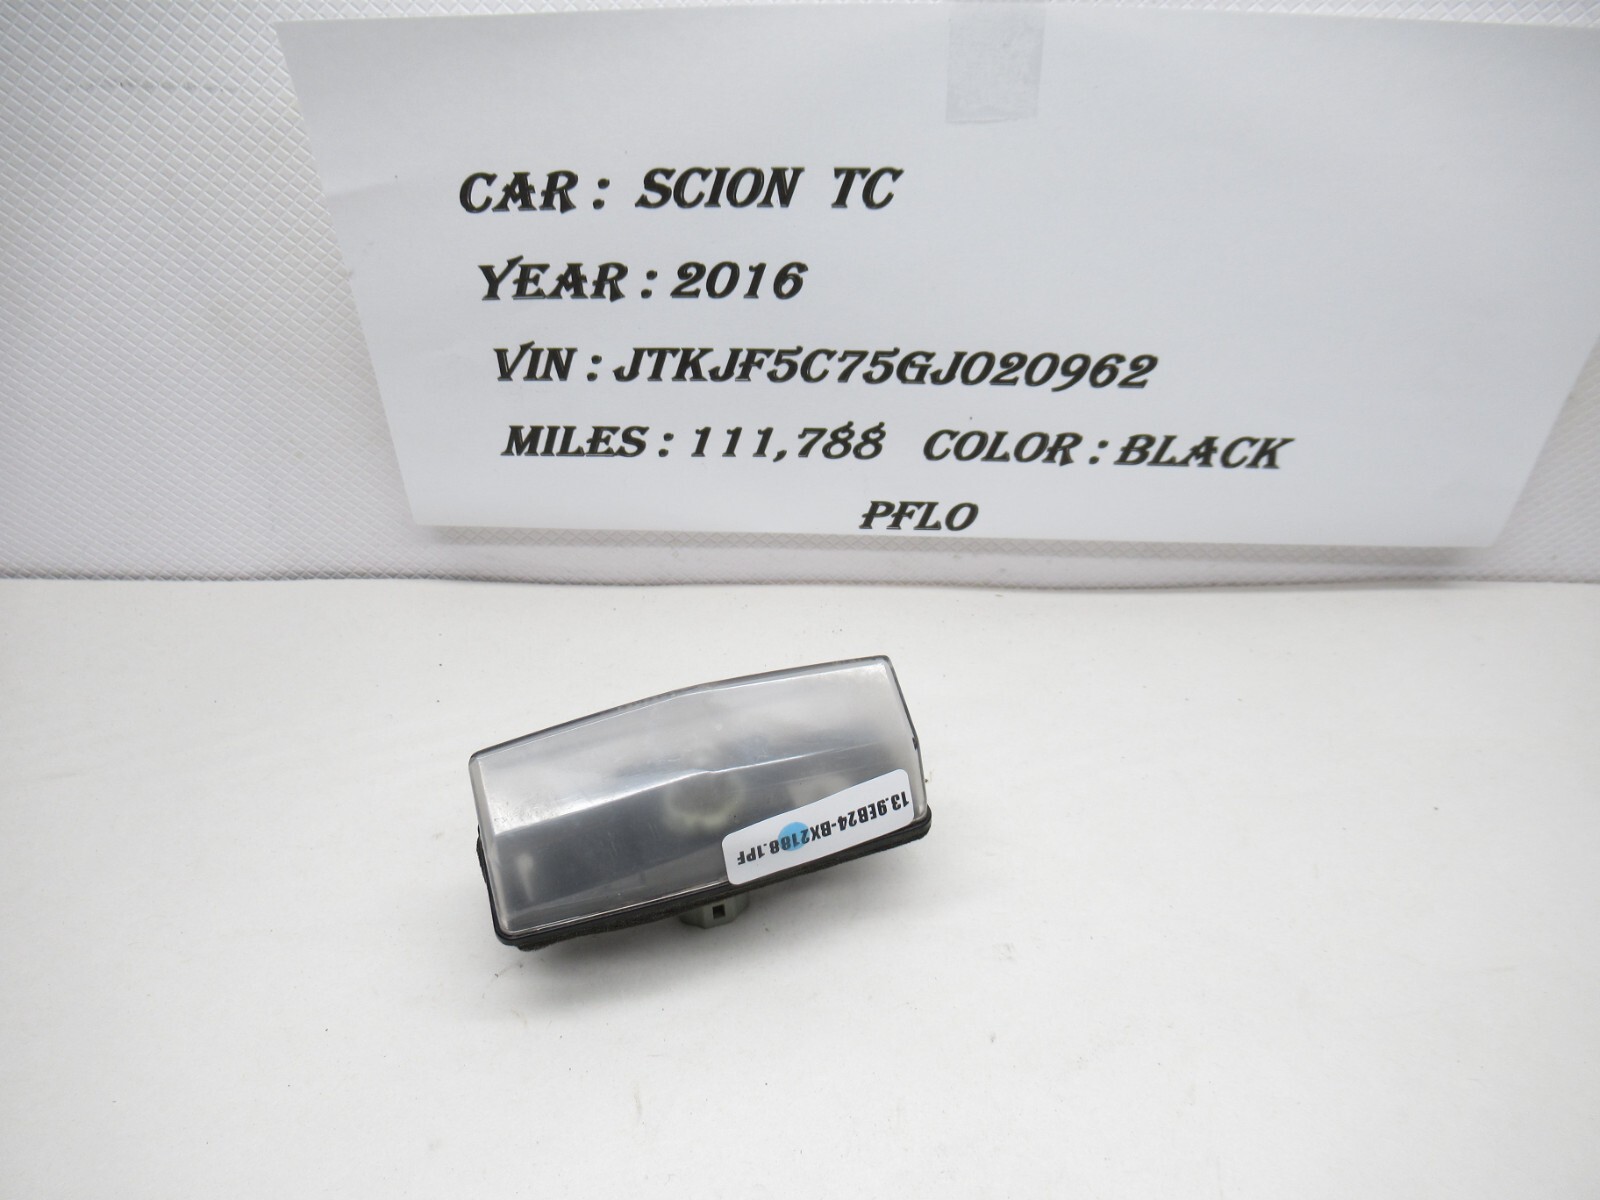 CAR : SCION TC
YEAR : 2016
VIN : JTKJF5C75GJ020962
MILES : 111,788 COLOR : BLACK
PFLO
13.9EB24-BX2188.1PF